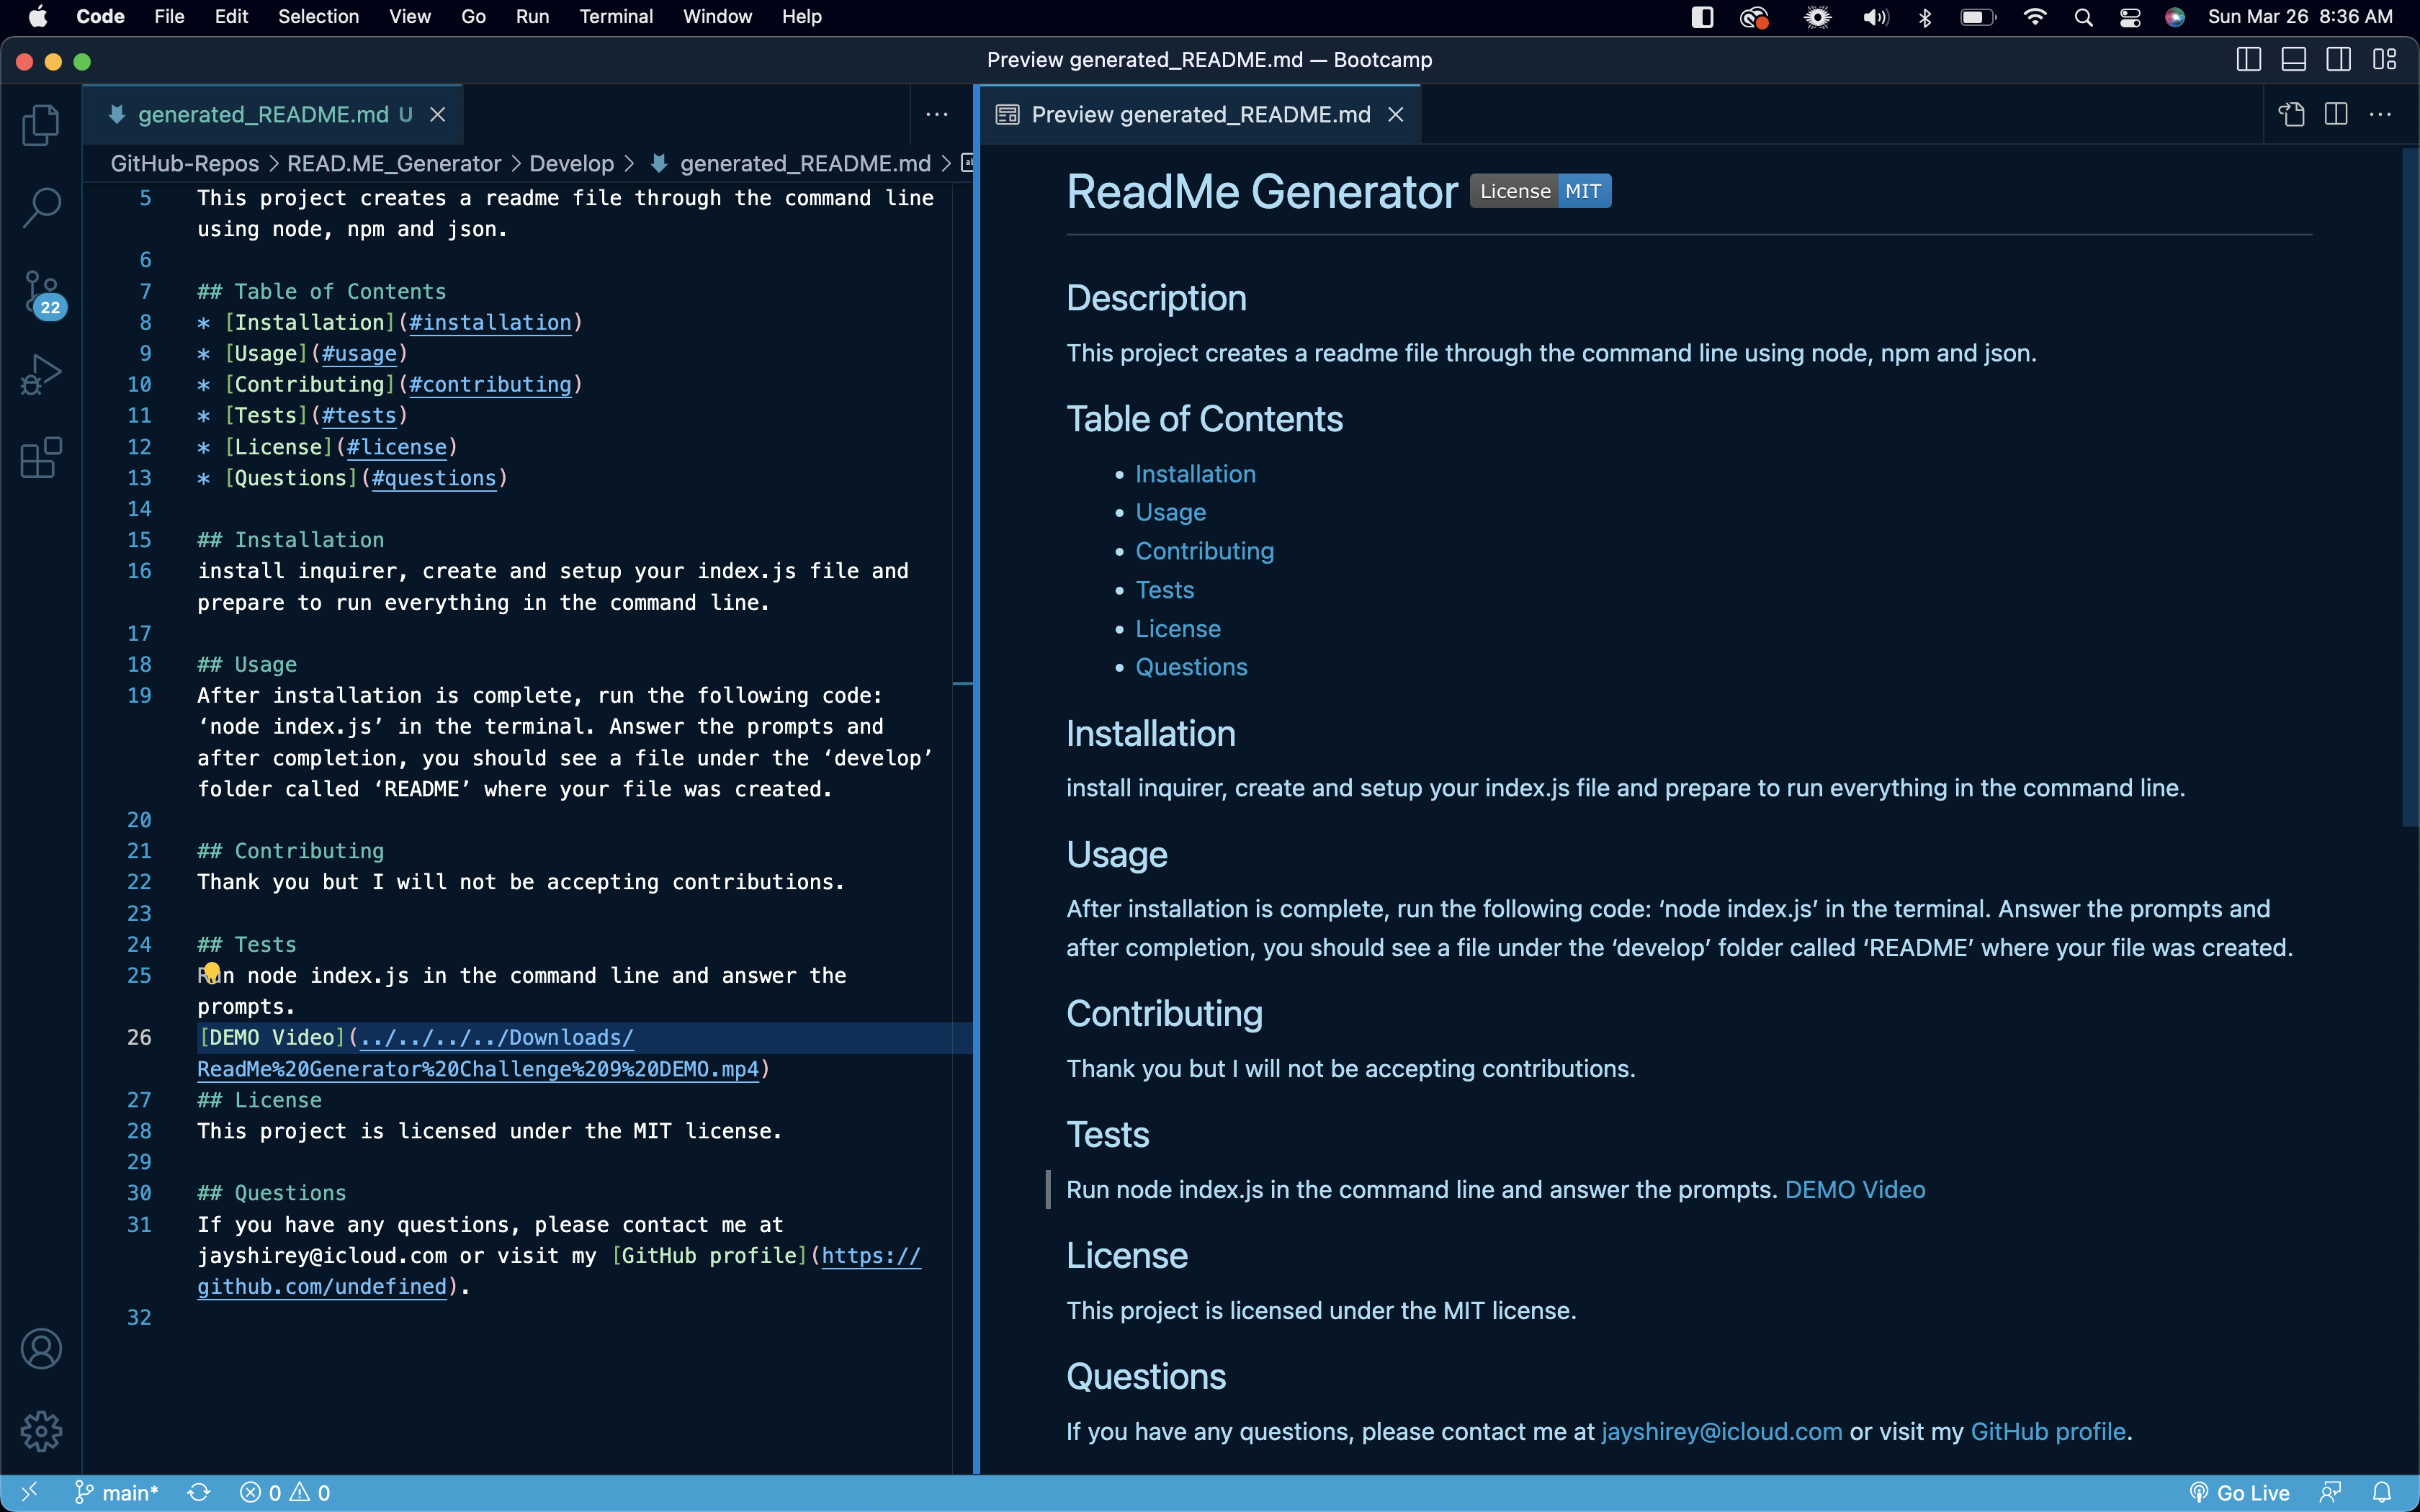 Code File Edit Selection View Go Run Terminal Window Help Sun Mar 26 8:36 AM
Preview generated_README.md — Bootcamp
generated_README.md U
Preview generated_README.md
GitHub-Repos > READ.ME_Generator > Develop > generated_README.md >
22
5 This project creates a readme file through the command line
using node, npm and json.
6
7 ## Table of Contents
8 * [Installation](#installation)
9 * [Usage](#usage)
10 * [Contributing](#contributing)
11 * [Tests](#tests)
12 * [License](#license)
13 * [Questions](#questions)
14
15 ## Installation
16 install inquirer, create and setup your index.js file and
prepare to run everything in the command line.
17
18 ## Usage
19 After installation is complete, run the following code:
‘node index.js’ in the terminal. Answer the prompts and
after completion, you should see a file under the ‘develop’
folder called ‘README’ where your file was created.
20
21 ## Contributing
22 Thank you but I will not be accepting contributions.
23
24 ## Tests
25 Run node index.js in the command line and answer the
prompts.
26 [DEMO Video](../../../../Downloads/
ReadMe%20Generator%20Challenge%209%20DEMO.mp4)
27 ## License
28 This project is licensed under the MIT license.
29
30 ## Questions
31 If you have any questions, please contact me at
jayshirey@icloud.com or visit my [GitHub profile](https://
github.com/undefined).
32
ReadMe Generator License MIT
Description
This project creates a readme file through the command line using node, npm and json.
Table of Contents
• Installation
• Usage
• Contributing
• Tests
• License
• Questions
Installation
install inquirer, create and setup your index.js file and prepare to run everything in the command line.
Usage
After installation is complete, run the following code: ‘node index.js’ in the terminal. Answer the prompts and
after completion, you should see a file under the ‘develop’ folder called ‘README’ where your file was created.
Contributing
Thank you but I will not be accepting contributions.
Tests
Run node index.js in the command line and answer the prompts. DEMO Video
License
This project is licensed under the MIT license.
Questions
If you have any questions, please contact me at jayshirey@icloud.com or visit my GitHub profile.
main* 0 0 Go Live